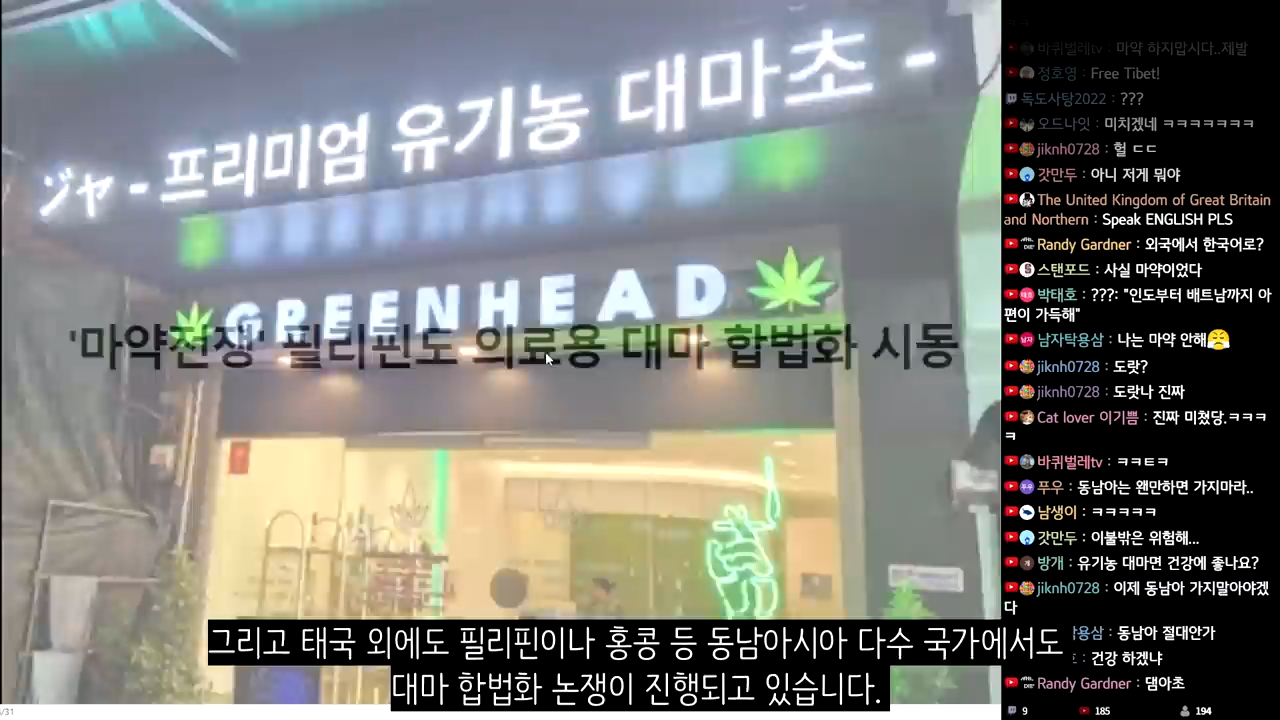 ジャ - 프리미엄 유기농 대마초 -
GREENHEAD
'마약전쟁' 필리핀도 의료용 대마 합법화 시동
그리고 태국 외에도 필리핀이나 홍콩 등 동남아시아 다수 국가에서도
대마 합법화 논쟁이 진행되고 있습니다.
/31
ㅋㅋ
바퀴벌레tv : 마약 하지맙시다..제발
정호영 : Free Tibet!
독도사탕2022 : ???
오드나잇 : 미치겠네 ㅋㅋㅋㅋㅋㅋㅋ
jiknh0728 : 헐 ㄷㄷ
갓만두 : 아니 저게 뭐야
The United Kingdom of Great Britain
and Northern : Speak ENGLISH PLS
Randy Gardner : 외국에서 한국어로?
스탠포드 : 사실 마약이었다
박태호 : ???: "인도부터 배트남까지 아
편이 가득해"
남자탁용삼 : 나는 마약 안해😤
jiknh0728 : 도랏?
jiknh0728 : 도랏나 진짜
Cat lover 이기쁨 : 진짜 미쳤당.ㅋㅋㅋ
ㅋ
바퀴벌레tv : ㅋㅋㅌㅋ
푸우 : 동남아는 왠만하면 가지마라..
남생이 : ㅋㅋㅋㅋㅋ
갓만두 : 이불밖은 위험해...
방개 : 유기농 대마면 건강에 좋나요?
jiknh0728 : 이제 동남아 가지말아야겠
다
용삼 : 동남아 절대안가
: 건강 하겠냐
Randy Gardner : 댐아초
9 185 194